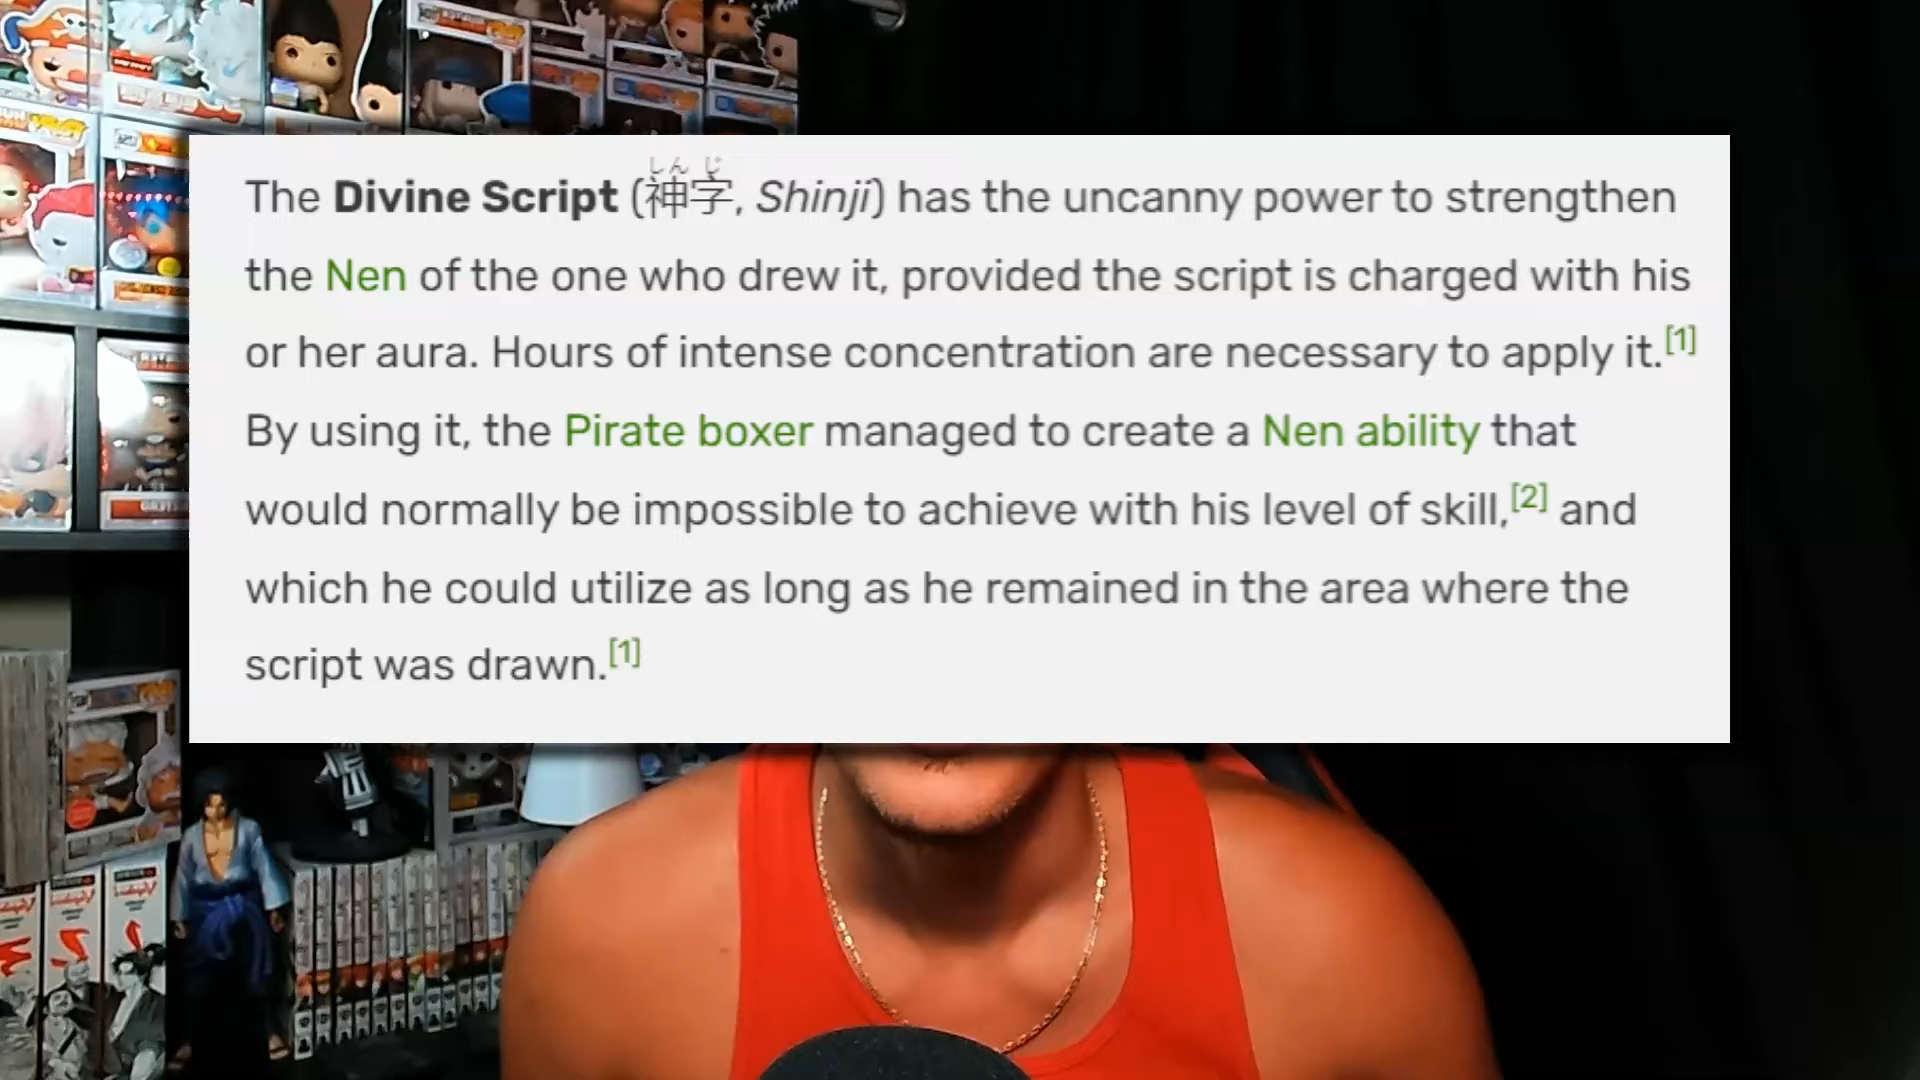 しんじ
The Divine Script (神字, Shinji) has the uncanny power to strengthen
the Nen of the one who drew it, provided the script is charged with his
or her aura. Hours of intense concentration are necessary to apply it.[1]
By using it, the Pirate boxer managed to create a Nen ability that
would normally be impossible to achieve with his level of skill,[2] and
which he could utilize as long as he remained in the area where the
script was drawn.[1]